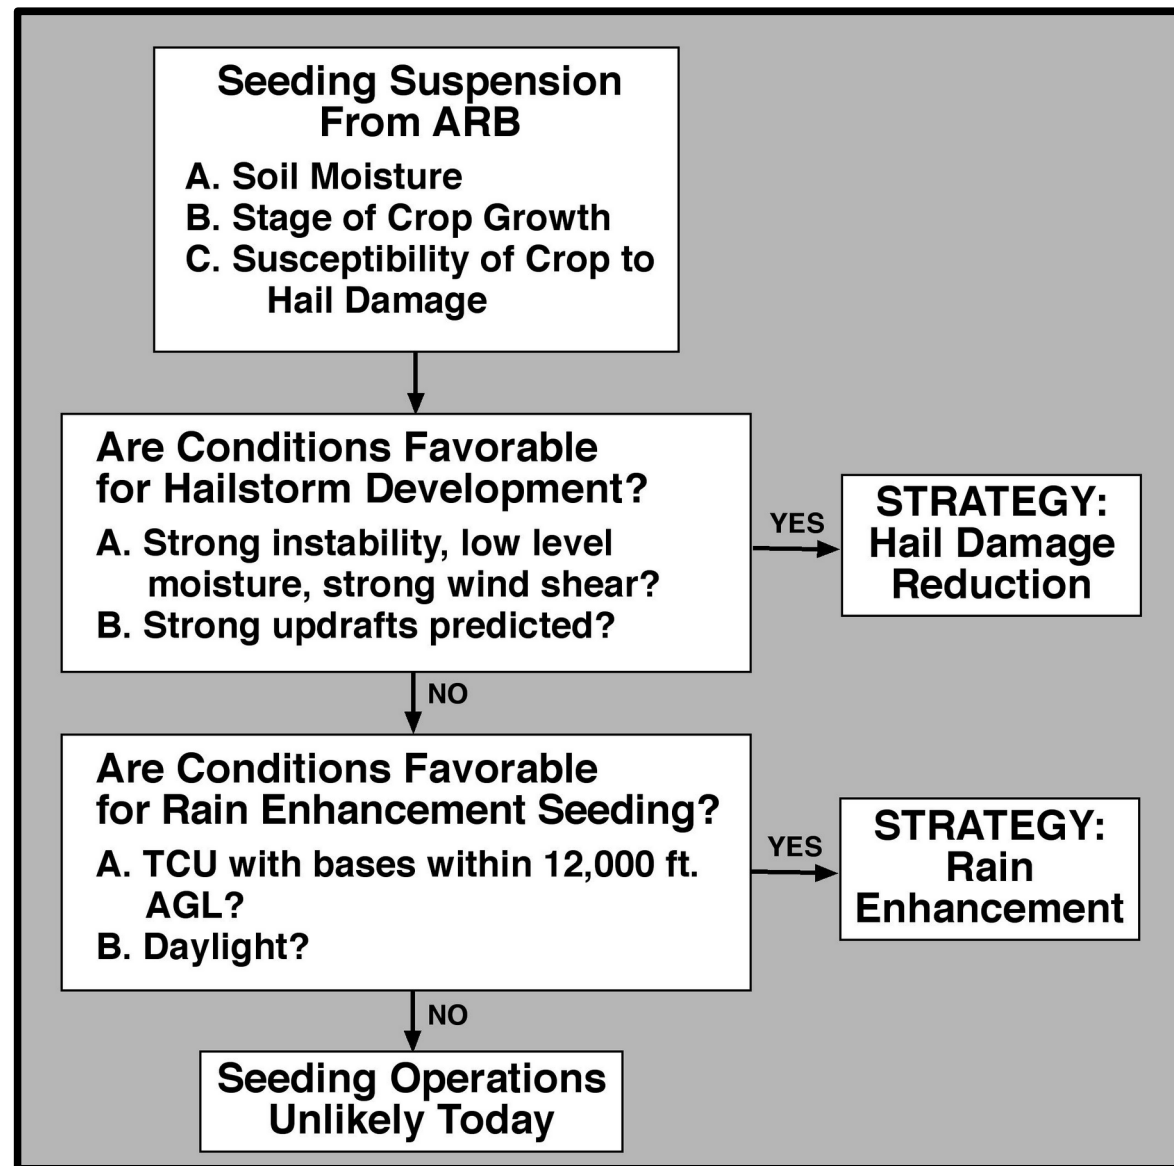 Seeding Suspension
From ARB
A. Soil Moisture
B. Stage of Crop Growth
C. Susceptibility of Crop to
Hail Damage
Are Conditions Favorable
for Hailstorm Development?
A. Strong instability, low level
moisture, strong wind shear?
B. Strong updrafts predicted?
YES
STRATEGY:
Hail Damage
Reduction
NO
Are Conditions Favorable
for Rain Enhancement Seeding?
A. TCU with bases within 12,000 ft.
AGL?
B. Daylight?
YES
STRATEGY:
Rain
Enhancement
NO
Seeding Operations
Unlikely Today